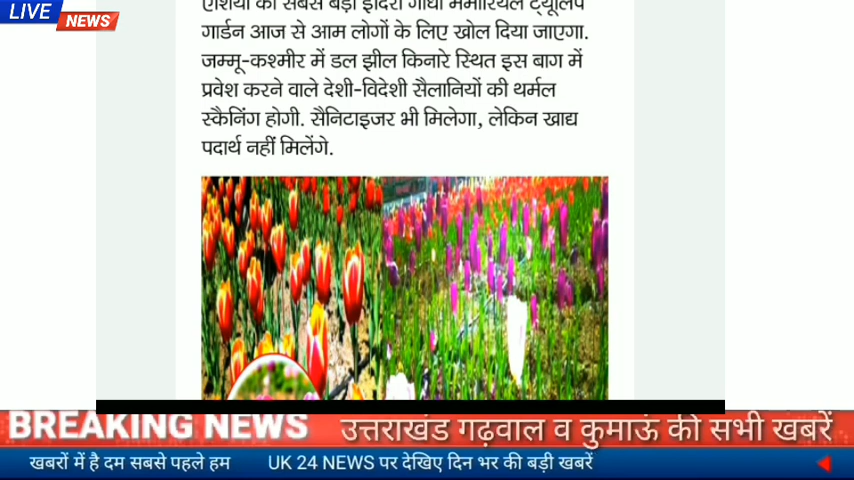 LIVE
NEWS
एशिया का सबसे बड़ा इंदिरा गांधी मेमोरियल ट्यूलिप
गार्डन आज से आम लोगों के लिए खोल दिया जाएगा.
जम्मू-कश्मीर में डल झील किनारे स्थित इस बाग में
प्रवेश करने वाले देशी-विदेशी सैलानियों की थर्मल
स्कैनिंग होगी. सैनिटाइजर भी मिलेगा, लेकिन खाद्य
पदार्थ नहीं मिलेंगे.
BREAKING NEWS
उत्तराखंड गढ़वाल व कुमाऊं की सभी खबरें
खबरों में है दम सबसे पहले हम
UK 24 NEWS पर देखिए दिन भर की बड़ी खबरें